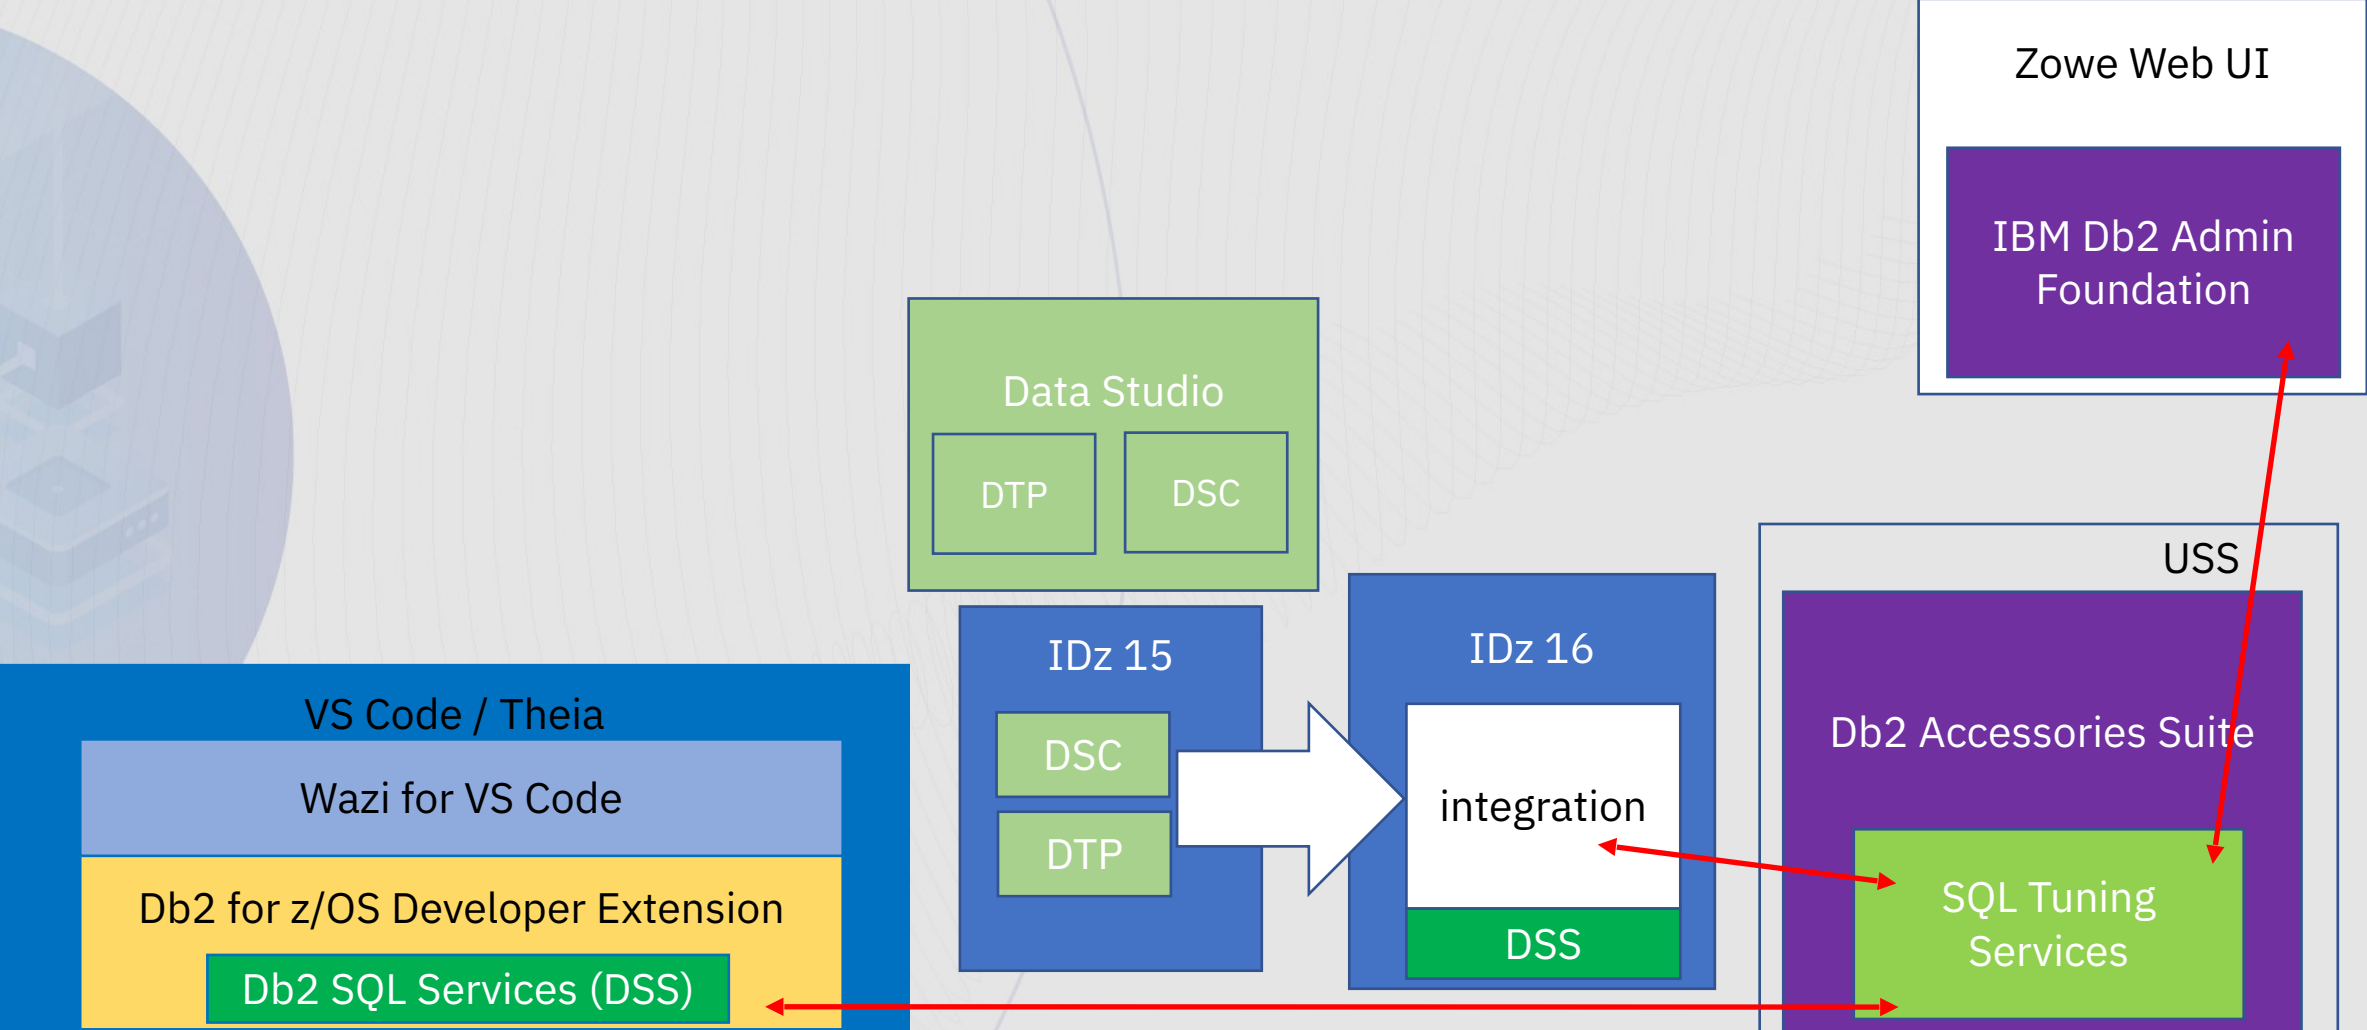 Zowe Web UI
IBM Db2 Admin
Foundation
Data Studio
DTP
DSC
USS
IDz 15
DSC
DTP
IDz 16
integration
DSS
Db2 Accessories Suite
SQL Tuning
Services
VS Code / Theia
Wazi for VS Code
Db2 for z/OS Developer Extension
Db2 SQL Services (DSS)